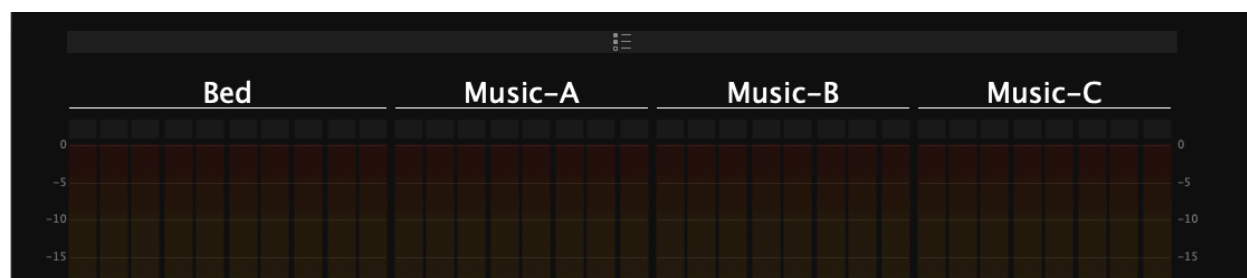 Bed Music–A Music–B Music–C
0 0
–5 –5
–10 –10
–15 –15